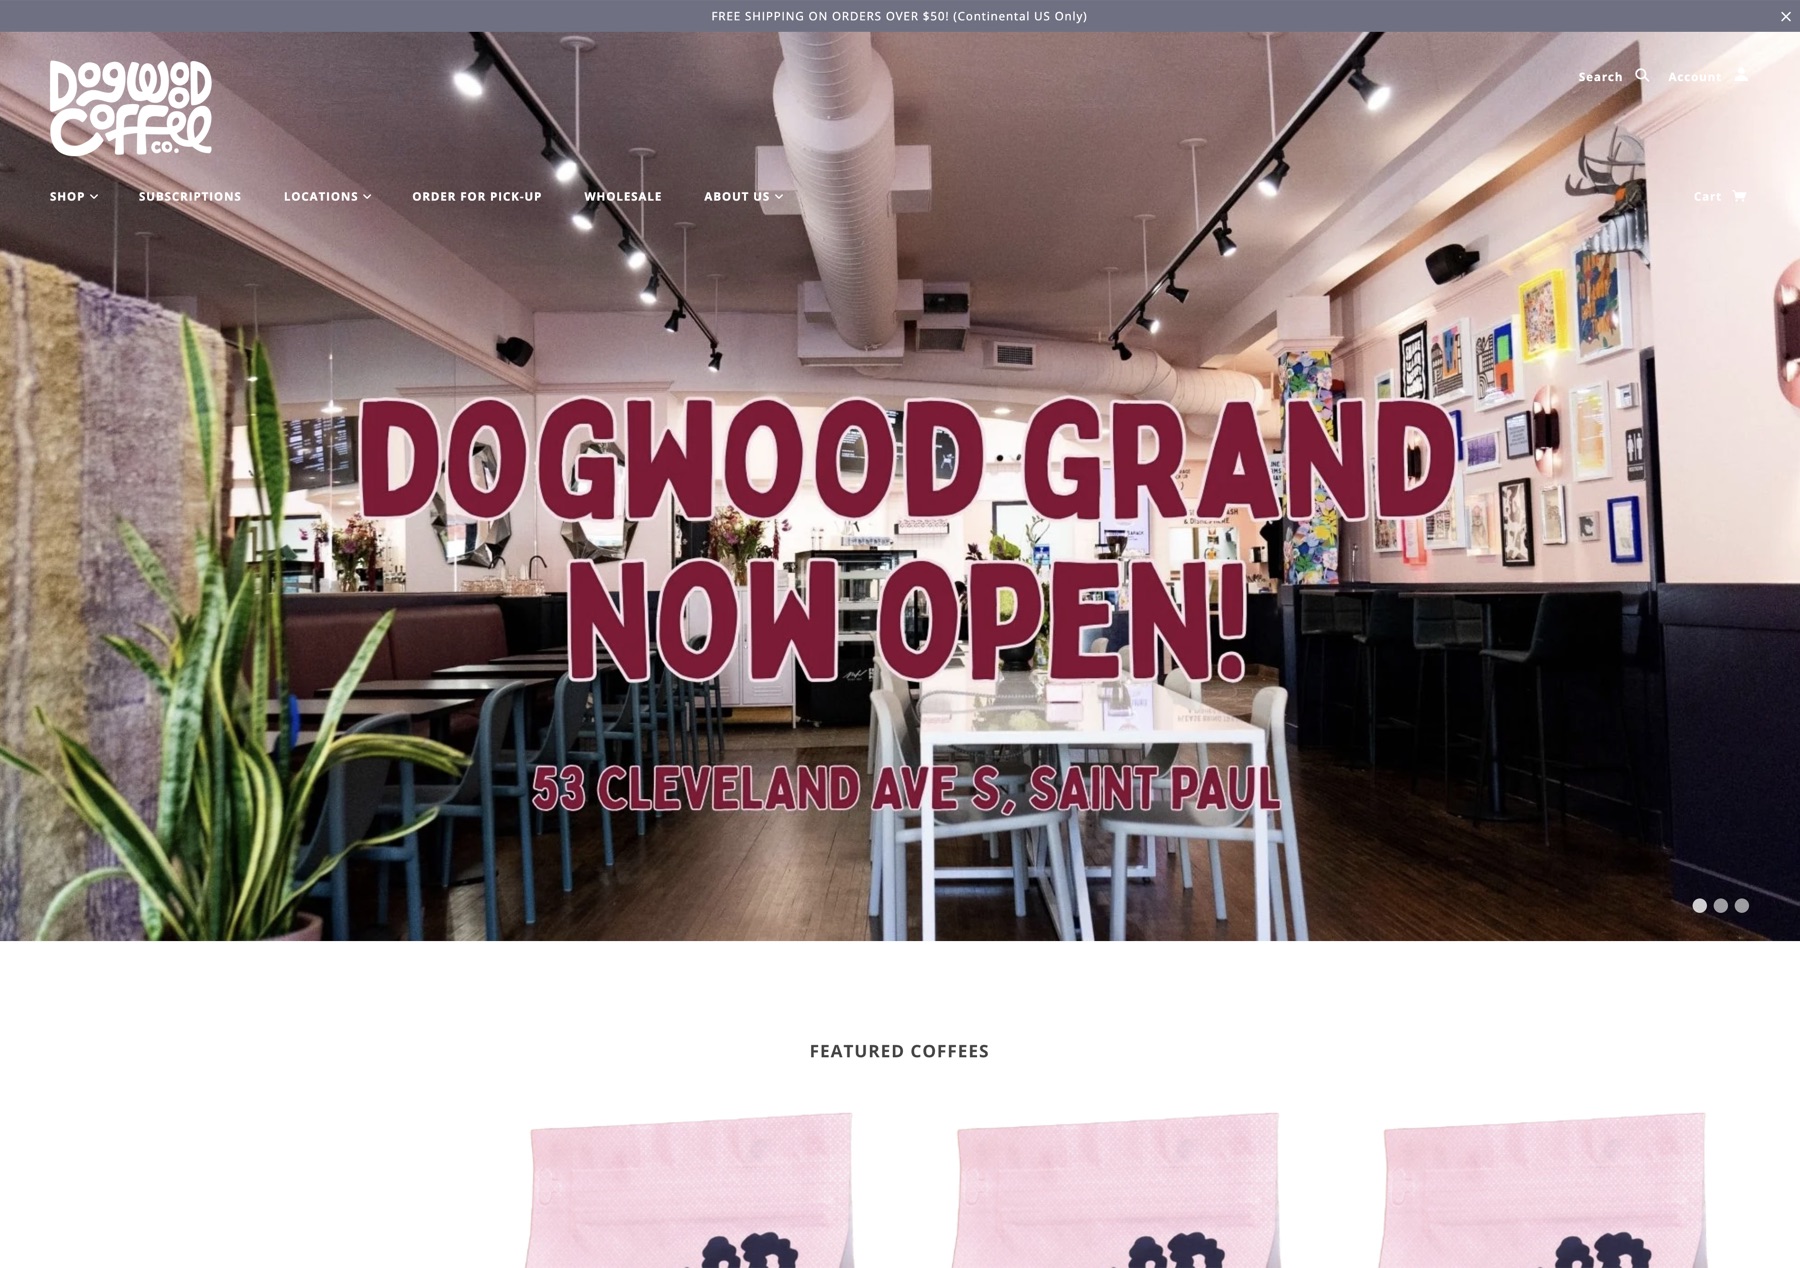 FREE SHIPPING ON ORDERS OVER $50! (Continental US Only)
DOGWOOD
COFFEE
CO.
Search
Account
SHOP
SUBSCRIPTIONS
LOCATIONS
ORDER FOR PICK-UP
WHOLESALE
ABOUT US
Cart
DOGWOOD GRAND
NOW OPEN!
53 CLEVELAND AVE S, SAINT PAUL
FEATURED COFFEES